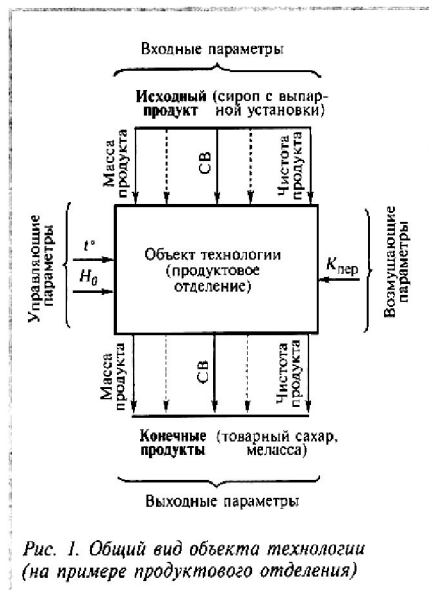 Входные параметры
Исходный (сироп с выпар-
продукт ной установки)
Масса
продукта
СВ
Чистота
продукта
Управляющие
параметры
t°
H₀
Объект технологии
(продуктовое
отделение)
Kпер
Возмущающие
параметры
Масса
продукта
СВ
Чистота
продукта
Конечные (товарный сахар,
продукты меласса)
Выходные параметры
Рис. 1. Общий вид объекта технологии
(на примере продуктового отделения)